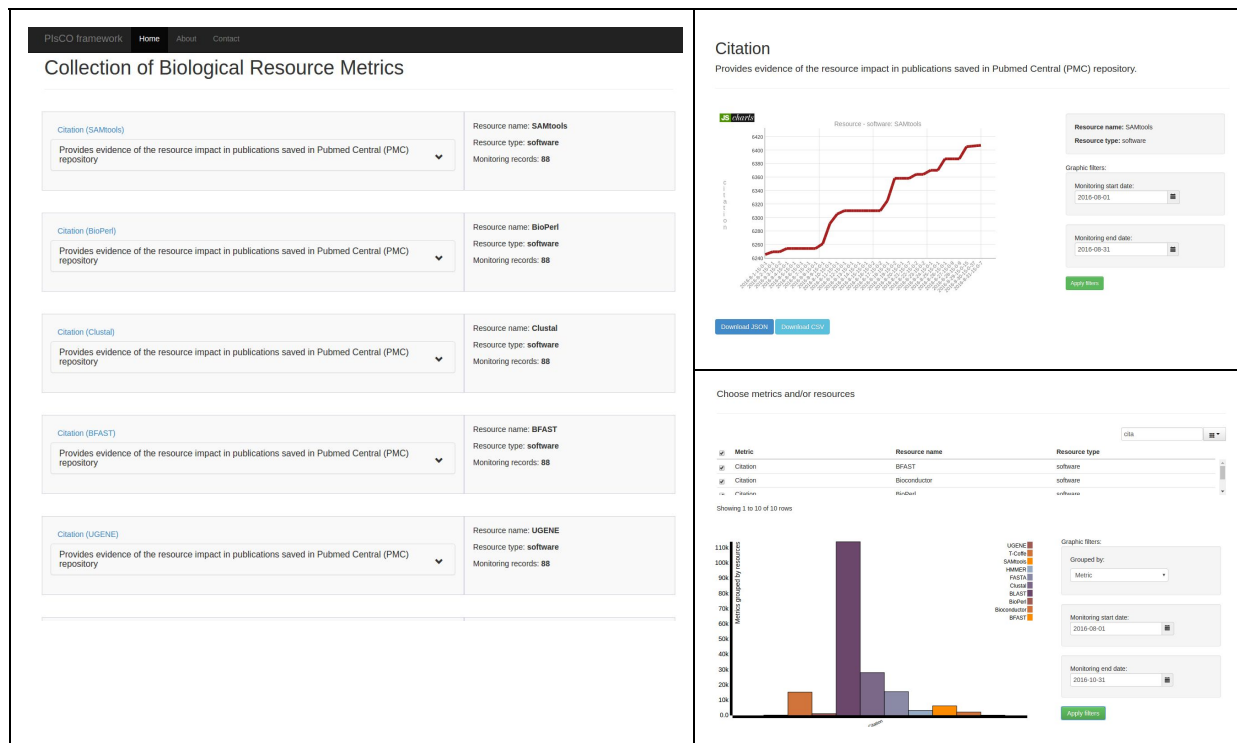 PIsCO framework Home About Contact
Collection of Biological Resource Metrics
Citation (SAMtools)
Provides evidence of the resource impact in publications saved in Pubmed Central (PMC)
repository
Resource name: SAMtools
Resource type: software
Monitoring records: 88
Citation (BioPerl)
Provides evidence of the resource impact in publications saved in Pubmed Central (PMC)
repository
Resource name: BioPerl
Resource type: software
Monitoring records: 88
Citation (Clustal)
Provides evidence of the resource impact in publications saved in Pubmed Central (PMC)
repository
Resource name: Clustal
Resource type: software
Monitoring records: 88
Citation (BFAST)
Provides evidence of the resource impact in publications saved in Pubmed Central (PMC)
repository
Resource name: BFAST
Resource type: software
Monitoring records: 88
Citation (UGENE)
Provides evidence of the resource impact in publications saved in Pubmed Central (PMC)
repository
Resource name: UGENE
Resource type: software
Monitoring records: 88
Citation
Provides evidence of the resource impact in publications saved in Pubmed Central (PMC) repository.
JS charts
Resource - software: SAMtools
6420
6400
6380
6360
6340
6320
6300
6280
6260
6240
citation
Resource name: SAMtools
Resource type: software
Graphic filters:
Monitoring start date:
2016-08-01
Monitoring end date:
2016-08-31
Apply filters
Download JSON Download CSV
Choose metrics and/or resources
cita
Metric Resource name Resource type
Citation BFAST software
Citation Bioconductor software
Citation BioPerl software
Showing 1 to 10 of 10 rows
Metrics grouped by resources
110k
100k
90k
80k
70k
60k
50k
40k
30k
20k
10k
0.0
Citation
UGENE
T-Coffe
SAMtools
HMMER
FASTA
Clustal
BLAST
BioPerl
Bioconductor
BFAST
Graphic filters:
Grouped by:
Metric
Monitoring start date:
2016-08-01
Monitoring end date:
2016-10-31
Apply filters